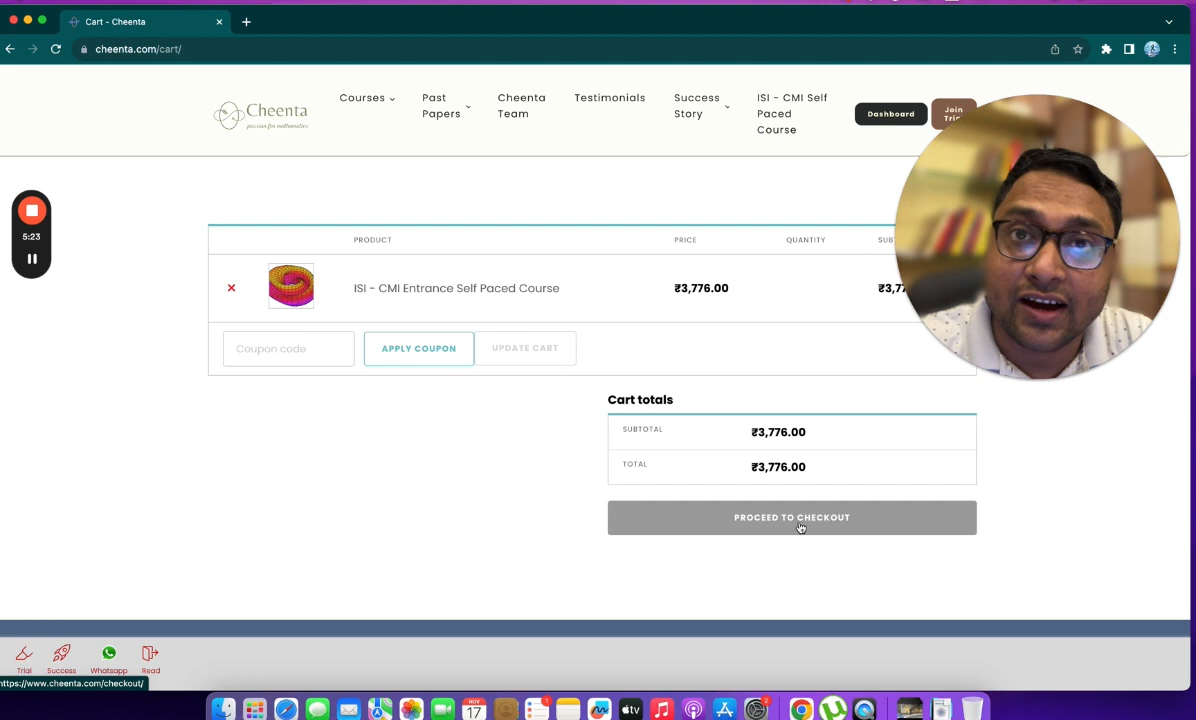 Cart - Cheenta
cheenta.com/cart/
Cheenta
passion for mathematics
Courses
Past
Papers
Cheenta
Team
Testimonials
Success
Story
ISI - CMI Self
Paced
Course
Dashboard
Join
5:23
PRODUCT
PRICE
QUANTITY
ISI - CMI Entrance Self Paced Course
₹3,776.00
Coupon code
APPLY COUPON
UPDATE CART
Cart totals
SUBTOTAL
₹3,776.00
TOTAL
₹3,776.00
PROCEED TO CHECKOUT
Trial
Success
Whatsapp
Read
https://www.cheenta.com/checkout/
NOV
17
tv